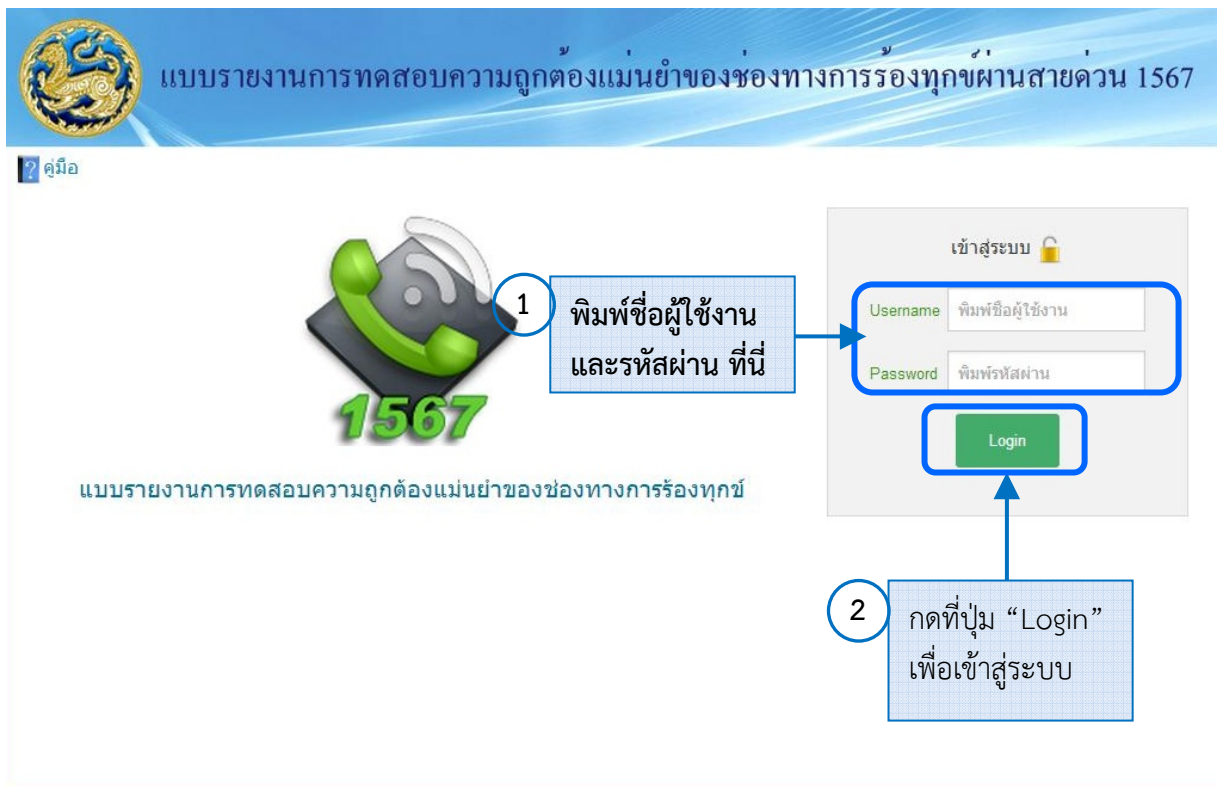 แบบรายงานการทดสอบความถูกต้องแม่นยำของช่องทางการร้องทุกข์ผ่านสายด่วน 1567
? คู่มือ
เข้าสู่ระบบ
1
พิมพ์ชื่อผู้ใช้งาน
และรหัสผ่าน ที่นี่
Username พิมพ์ชื่อผู้ใช้งาน
Password พิมพ์รหัสผ่าน
1567
Login
แบบรายงานการทดสอบความถูกต้องแม่นยำของช่องทางการร้องทุกข์
2
กดที่ปุ่ม “Login”
เพื่อเข้าสู่ระบบ